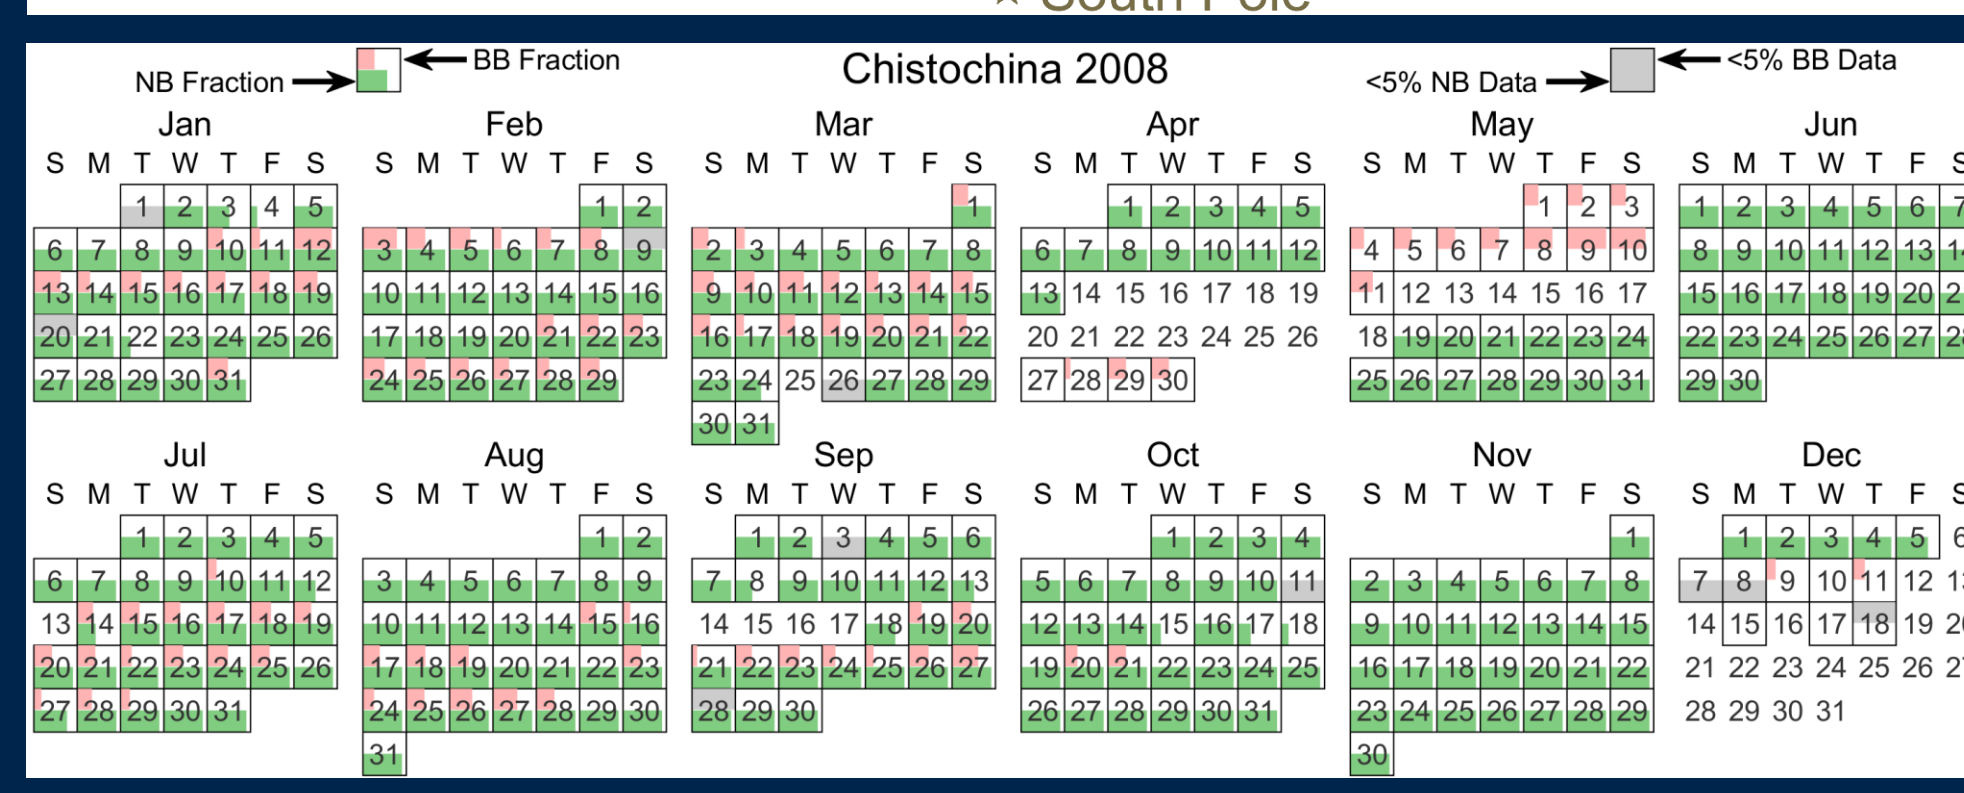 * South Pole
NB Fraction
BB Fraction
Chistochina 2008
<5% NB Data
<5% BB Data
Jan Feb Mar Apr May Jun
S M T W T F S S M T W T F S S M T W T F S S M T W T F S S M T W T F S S M T W T F S
1 2 3 4 5 1 2 1 1 2 3 4 5 1 2 3 1 2 3 4 5 6 7
6 7 8 9 10 11 12 3 4 5 6 7 8 9 2 3 4 5 6 7 8 6 7 8 9 10 11 12 4 5 6 7 8 9 10 8 9 10 11 12 13 14
13 14 15 16 17 18 19 10 11 12 13 14 15 16 9 10 11 12 13 14 15 13 14 15 16 17 18 19 11 12 13 14 15 16 17 15 16 17 18 19 20 2
20 21 22 23 24 25 26 17 18 19 20 21 22 23 16 17 18 19 20 21 22 20 21 22 23 24 25 26 18 19 20 21 22 23 24 22 23 24 25 26 27 28
27 28 29 30 31 24 25 26 27 28 29 23 24 25 26 27 28 29 27 28 29 30 25 26 27 28 29 30 31 29 30
30 31
Jul Aug Sep Oct Nov Dec
S M T W T F S S M T W T F S S M T W T F S S M T W T F S S M T W T F S S M T W T F S
1 2 3 4 5 1 2 1 2 3 4 5 6 1 2 3 4 1 1 2 3 4 5 6
6 7 8 9 10 11 12 3 4 5 6 7 8 9 7 8 9 10 11 12 13 5 6 7 8 9 10 11 2 3 4 5 6 7 8 7 8 9 10 11 12 13
13 14 15 16 17 18 19 10 11 12 13 14 15 16 14 15 16 17 18 19 20 12 13 14 15 16 17 18 9 10 11 12 13 14 15 14 15 16 17 18 19 20
20 21 22 23 24 25 26 17 18 19 20 21 22 23 21 22 23 24 25 26 27 19 20 21 22 23 24 25 16 17 18 19 20 21 22 21 22 23 24 25 26 27
27 28 29 30 31 24 25 26 27 28 29 30 28 29 30 26 27 28 29 30 31 23 24 25 26 27 28 29 28 29 30 31
31 30